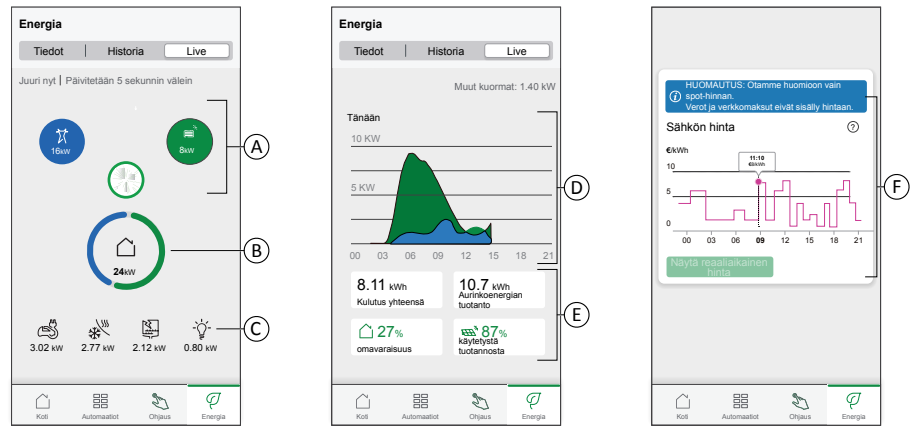 Energia
Tiedot | Historia Live
Juuri nyt | Päivitetään 5 sekunnin välein
16kW
8kW
A
24kW
B
3.02 kW 2.77 kW 2.12 kW 0.80 kW
C
Koti Automaatiot Ohjaus Energia
Energia
Tiedot | Historia Live
Muut kuormat: 1.40 kW
Tänään
10 KW
5 KW
00 03 06 09 12 15 18 21
D
8.11 kWh
Kulutus yhteensä
10.7 kWh
Aurinkoenergian
tuotanto
27%
omavaraisuus
87%
käytetystä
tuotannosta
E
Koti Automaatiot Ohjaus Energia
HUOMAUTUS: Otamme huomioon vain
spot-hinnan.
Verot ja verkkomaksut eivät sisälly hintaan.
Sähkön hinta
€/kWh
11:10
10
5
0
00 03 06 09 12 15 18 21
Näytä reaaliaikainen
hinta
F
Koti Automaatiot Ohjaus Energia